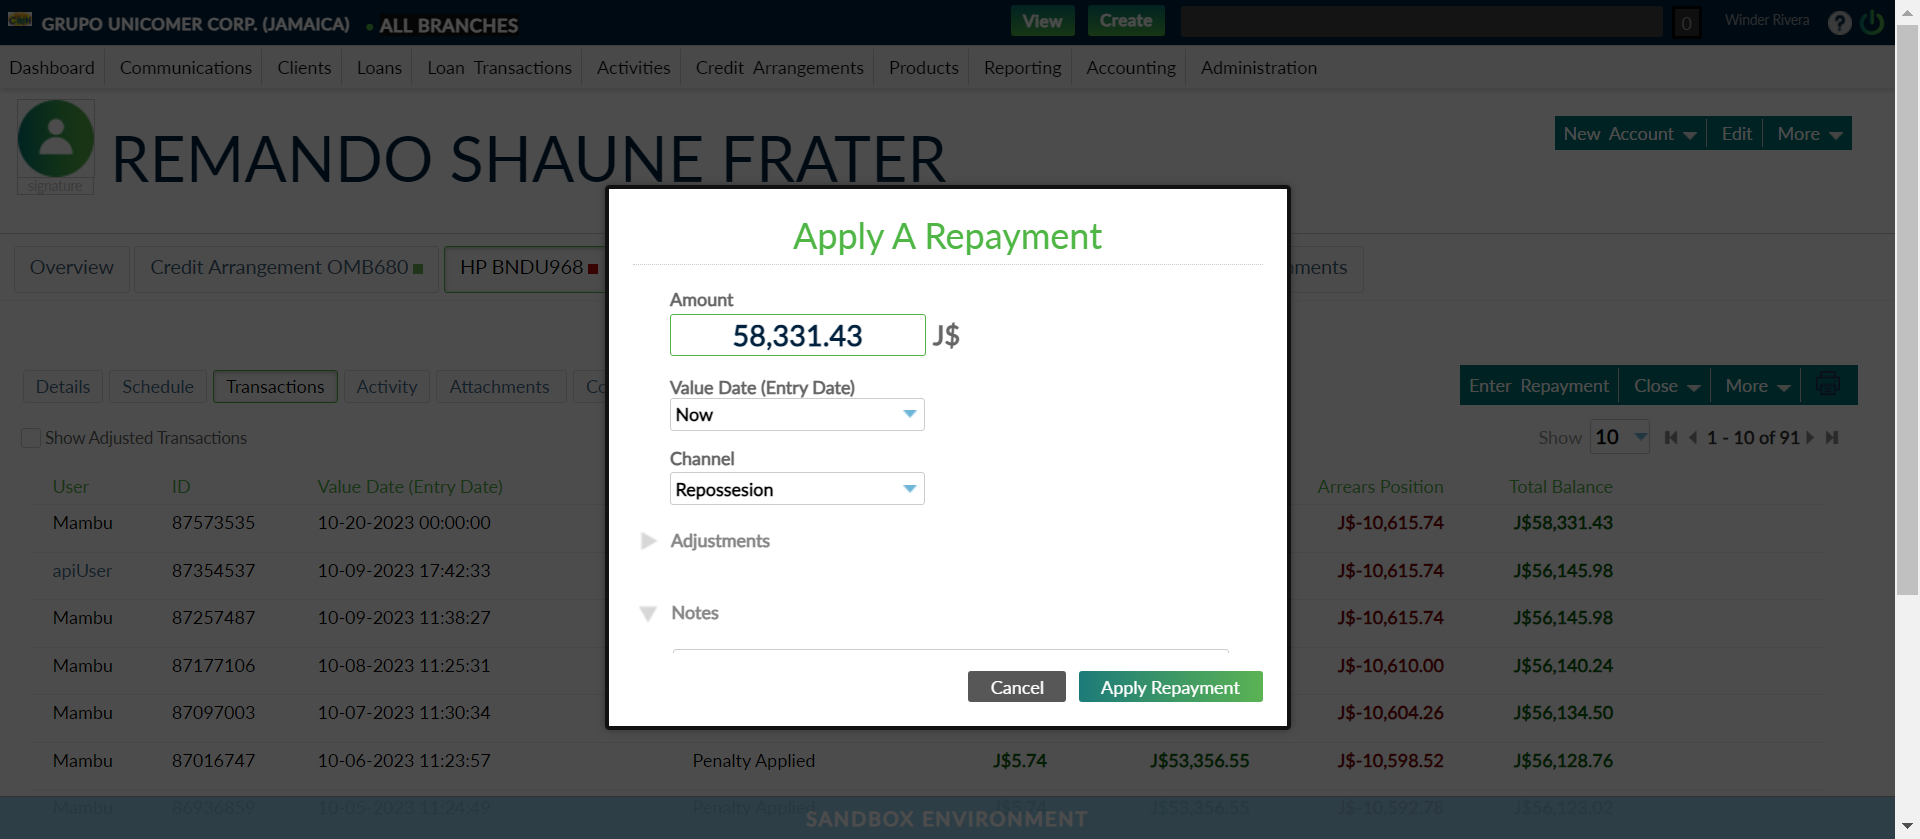 GRUPO UNICOMER CORP. (JAMAICA) ALL BRANCHES View Create 0 Winder Rivera ?
Dashboard Communications Clients Loans Loan Transactions Activities Credit Arrangements Products Reporting Accounting Administration
signature
REMANDO SHAUNE FRATER
New Account Edit More
Overview Credit Arrangement OMB680 HP BNDU968
Details Schedule Transactions Activity Attachments
Enter Repayment Close More
Show Adjusted Transactions
Show 10 1 - 10 of 91
User ID Value Date (Entry Date) Arrears Position Total Balance
Mambu 87573535 10-20-2023 00:00:00 J$-10,615.74 J$58,331.43
apiUser 87354537 10-09-2023 17:42:33 J$-10,615.74 J$56,145.98
Mambu 87257487 10-09-2023 11:38:27 J$-10,615.74 J$56,145.98
Mambu 87177106 10-08-2023 11:25:31 J$-10,610.00 J$56,140.24
Mambu 87097003 10-07-2023 11:30:34 J$-10,604.26 J$56,134.50
Mambu 87016747 10-06-2023 11:23:57 Penalty Applied J$5.74 J$53,356.55 J$-10,598.52 J$56,128.76
Mambu 86936859 10-05-2023 11:24:49 Penalty Applied J$5.74 J$53,356.55 J$-10,592.78 J$56,123.02
Apply A Repayment
Amount
58,331.43 J$
Value Date (Entry Date)
Now
Channel
Repossesion
Adjustments
Notes
Cancel Apply Repayment
SANDBOX ENVIRONMENT